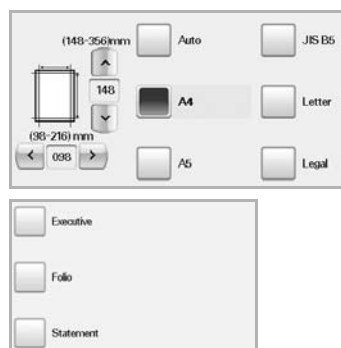 (148-356)mm
148
(98-216) mm
098
Auto
A4
A5
JIS B5
Letter
Legal
Executive
Folio
Statement